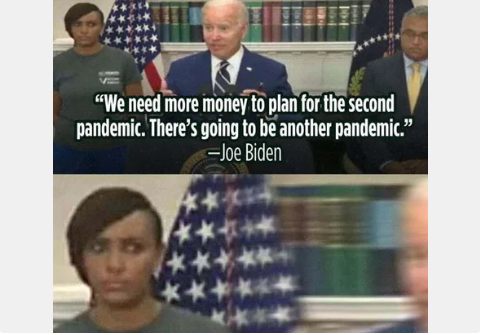 “We need more money to plan for the second
pandemic. There’s going to be another pandemic.”
—Joe Biden